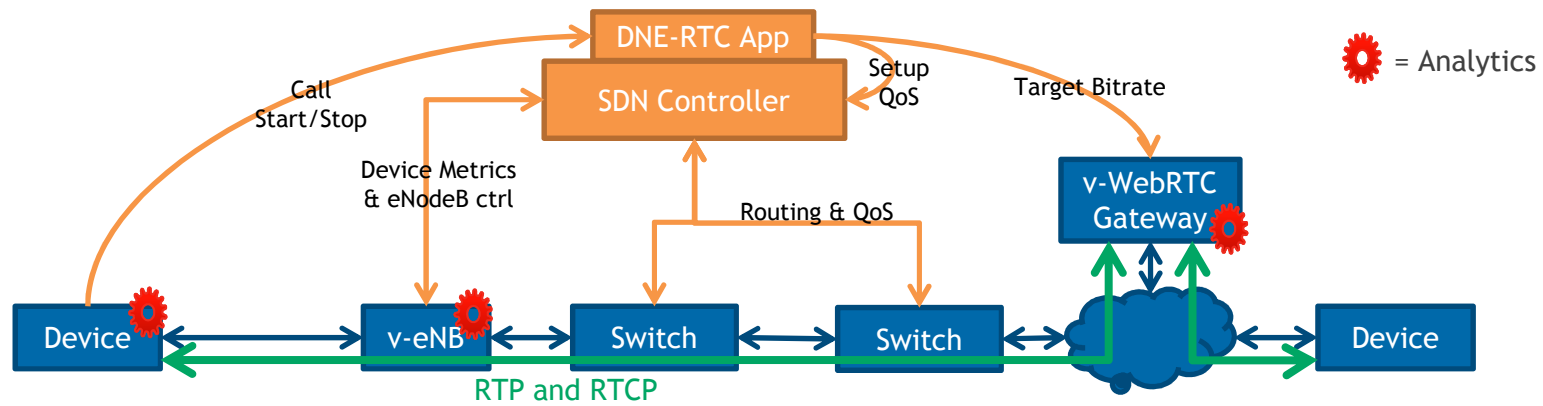 DNE-RTC App
= Analytics
Setup
QoS
Call
Start/Stop
SDN Controller
Target Bitrate
Device Metrics
& eNodeB ctrl
v-WebRTC
Gateway
Routing & QoS
Device
v-eNB
Switch
Switch
Device
RTP and RTCP